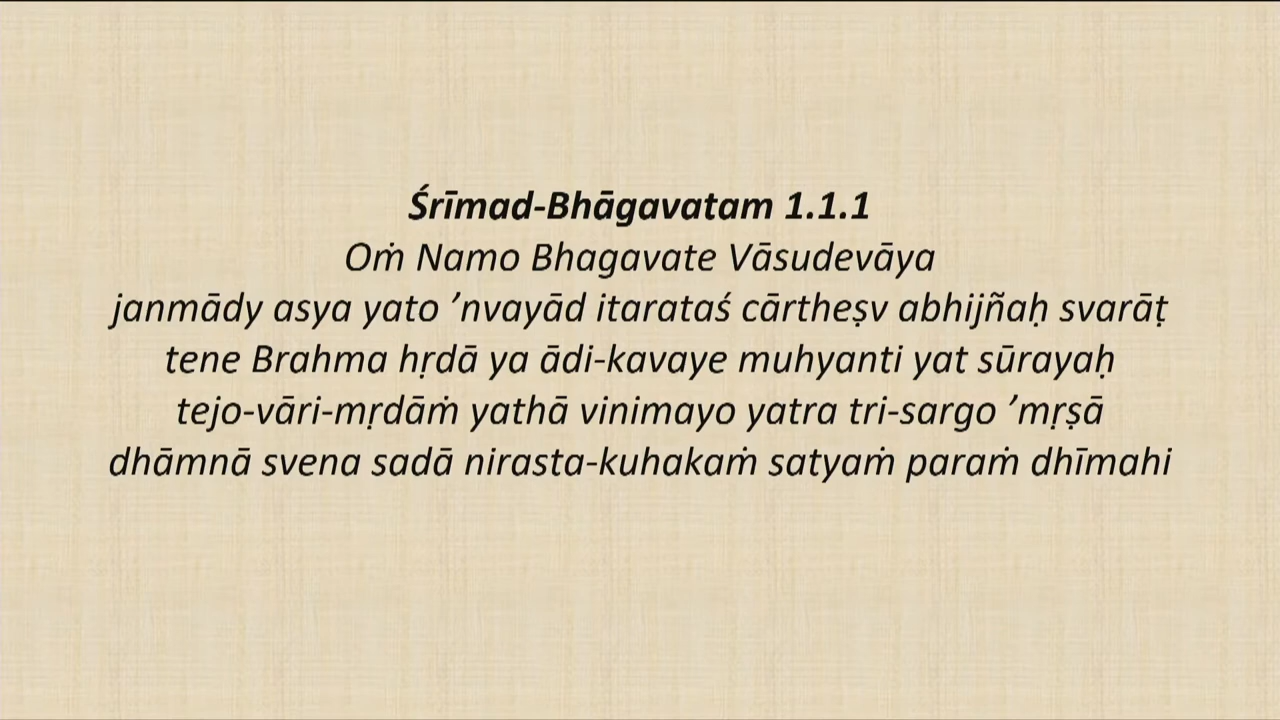 Śrīmad-Bhāgavatam 1.1.1
Oṁ Namo Bhagavate Vāsudevāya
janmādy asya yato ’nvayād itarataś cārtheṣv abhijñaḥ svarāṭ
tene Brahma hṛdā ya ādi-kavaye muhyanti yat sūrayaḥ
tejo-vāri-mṛdāṁ yathā vinimayo yatra tri-sargo ’mṛṣā
dhāmnā svena sadā nirasta-kuhakaṁ satyaṁ paraṁ dhīmahi